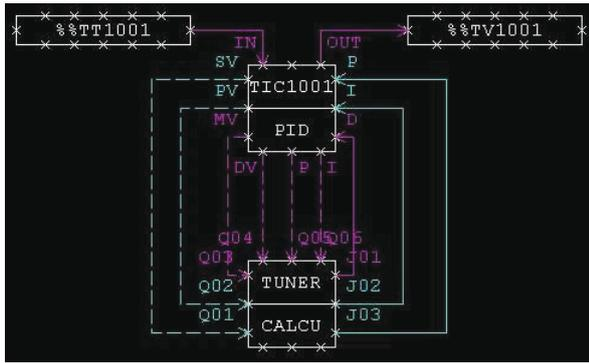 %%TT1001 %%TV1001
IN OUT
SV P
TIC1001
PV I
MV D
PID
DV P I
Q04 Q05 Q06
Q03 J01
TUNER
Q02 J02
Q01 J03
CALCU